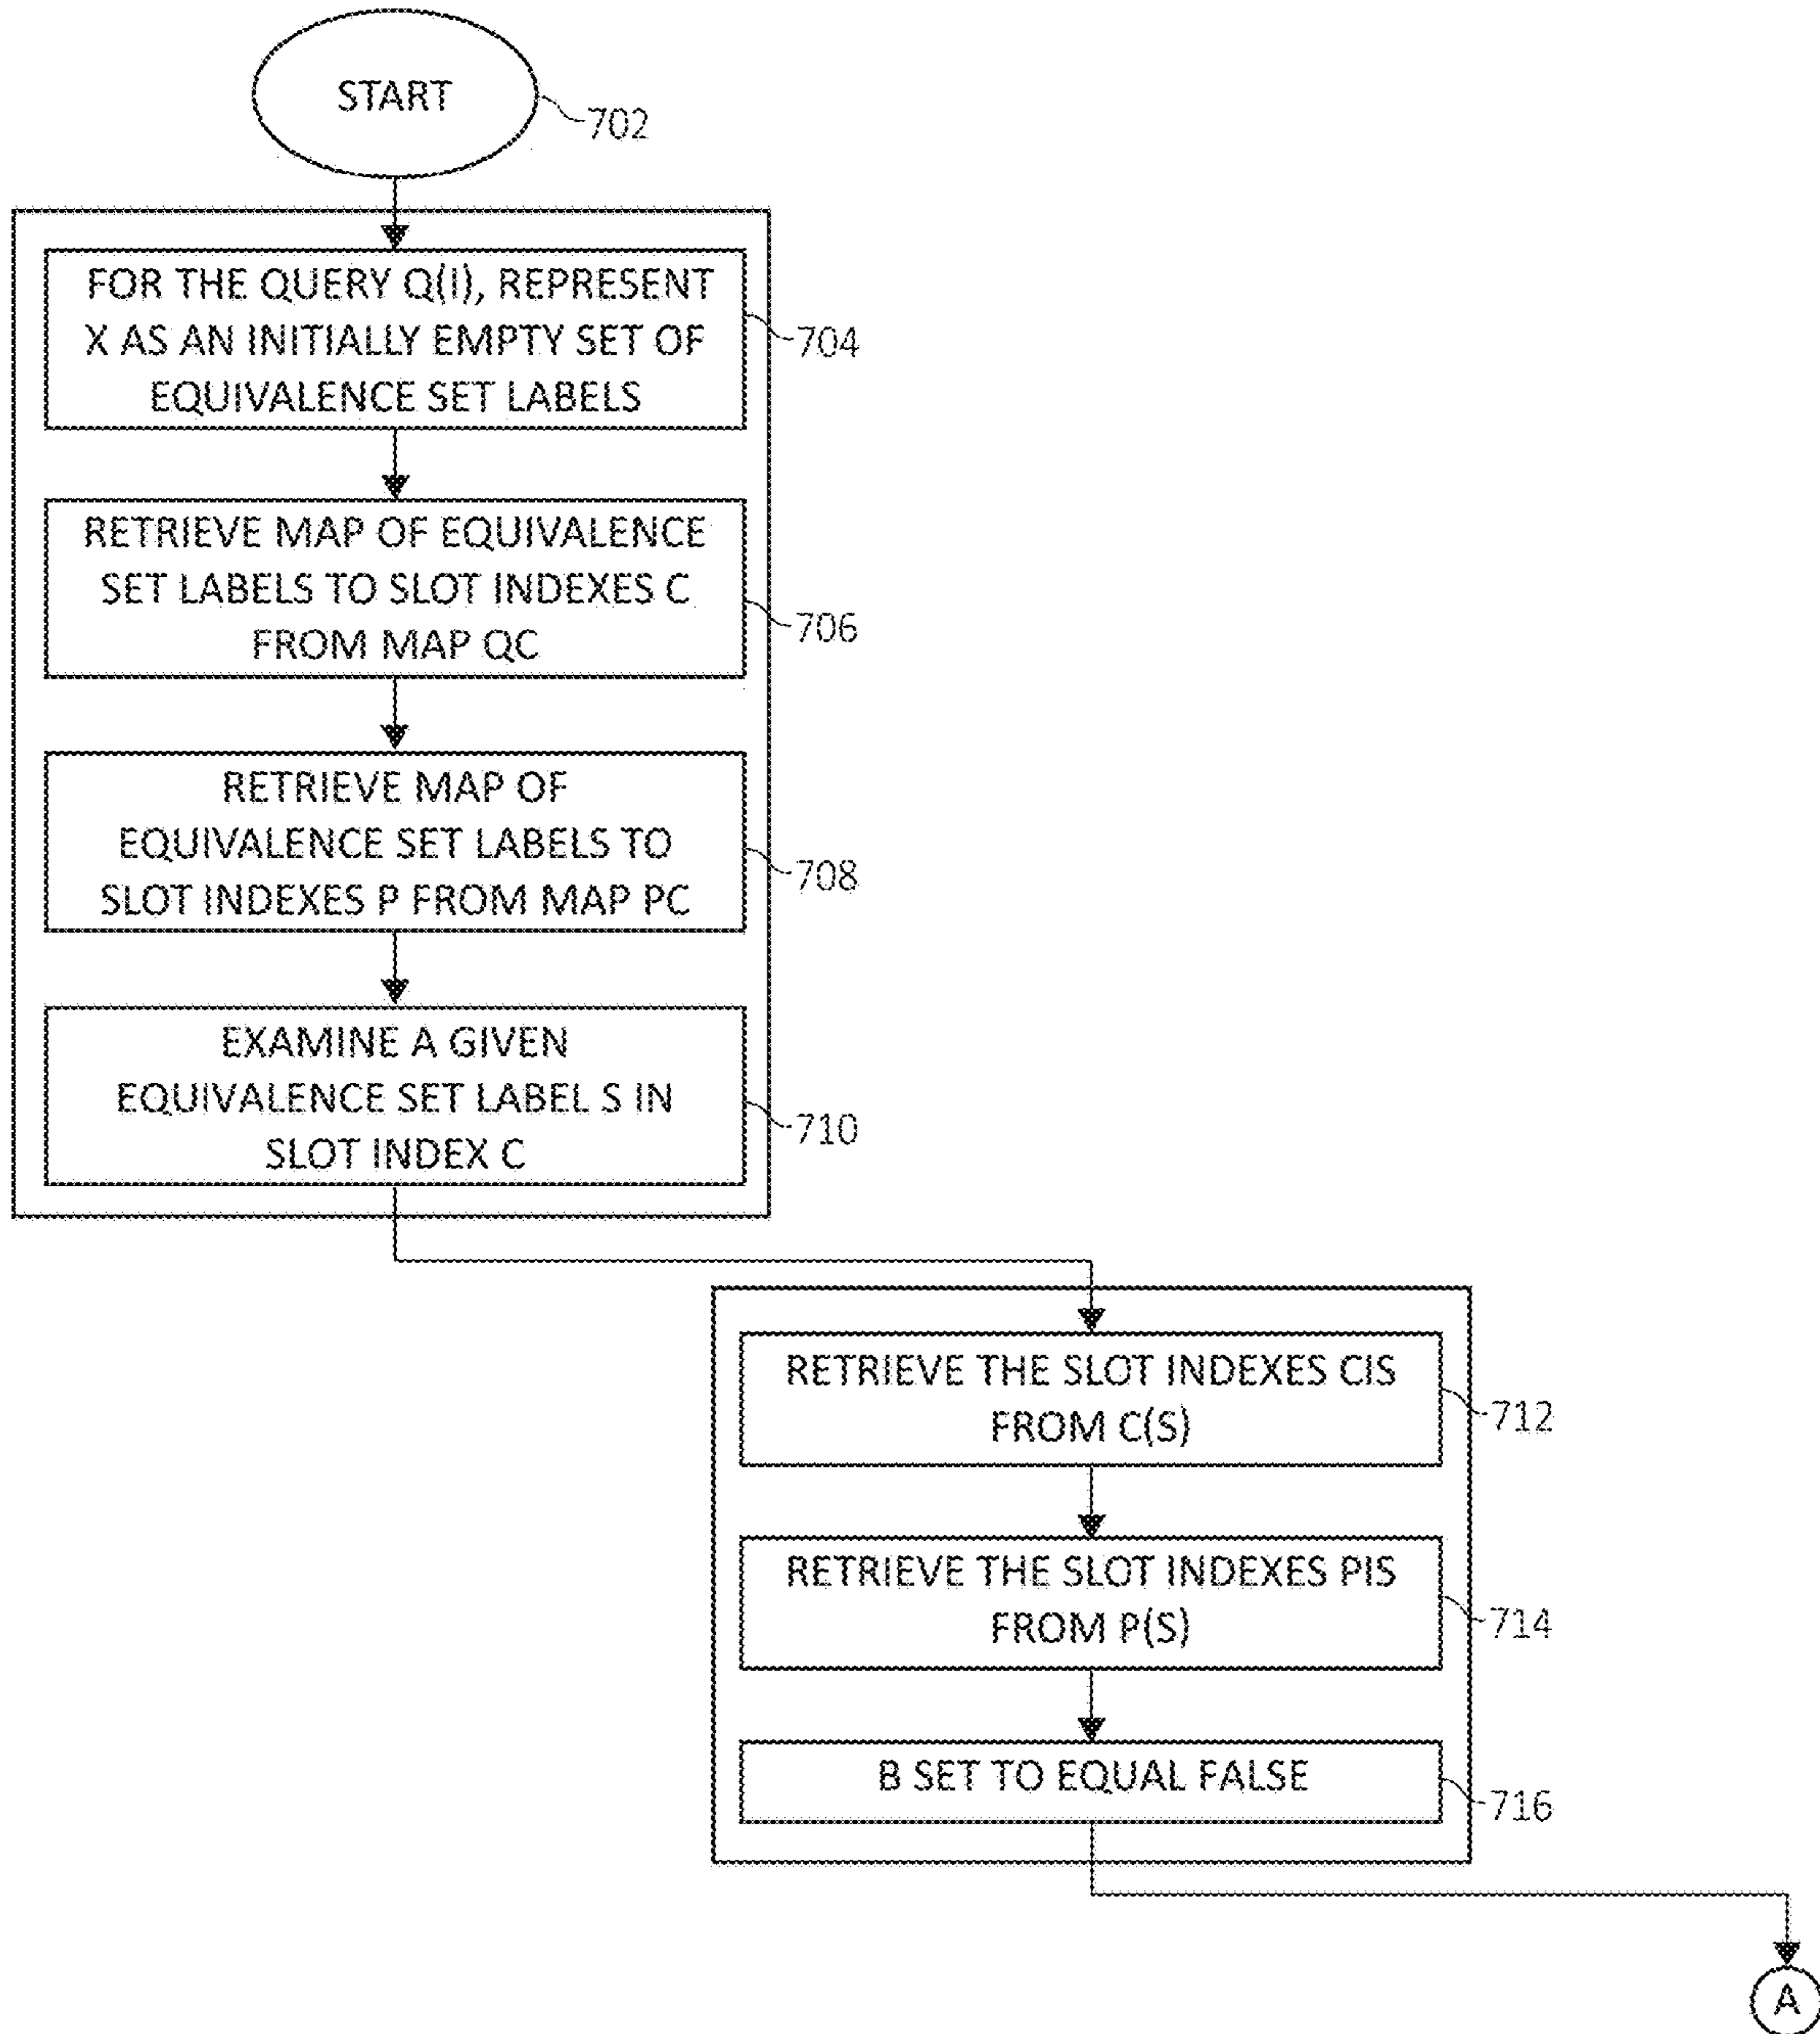 START
702
FOR THE QUERY Q(I), REPRESENT
X AS AN INITIALLY EMPTY SET OF
EQUIVALENCE SET LABELS
704
RETRIEVE MAP OF EQUIVALENCE
SET LABELS TO SLOT INDEXES C
FROM MAP QC
706
RETRIEVE MAP OF
EQUIVALENCE SET LABELS TO
SLOT INDEXES P FROM MAP PC
708
EXAMINE A GIVEN
EQUIVALENCE SET LABEL S IN
SLOT INDEX C
710
RETRIEVE THE SLOT INDEXES CIS
FROM C(S)
712
RETRIEVE THE SLOT INDEXES PIS
FROM P(S)
714
B SET TO EQUAL FALSE
716
A